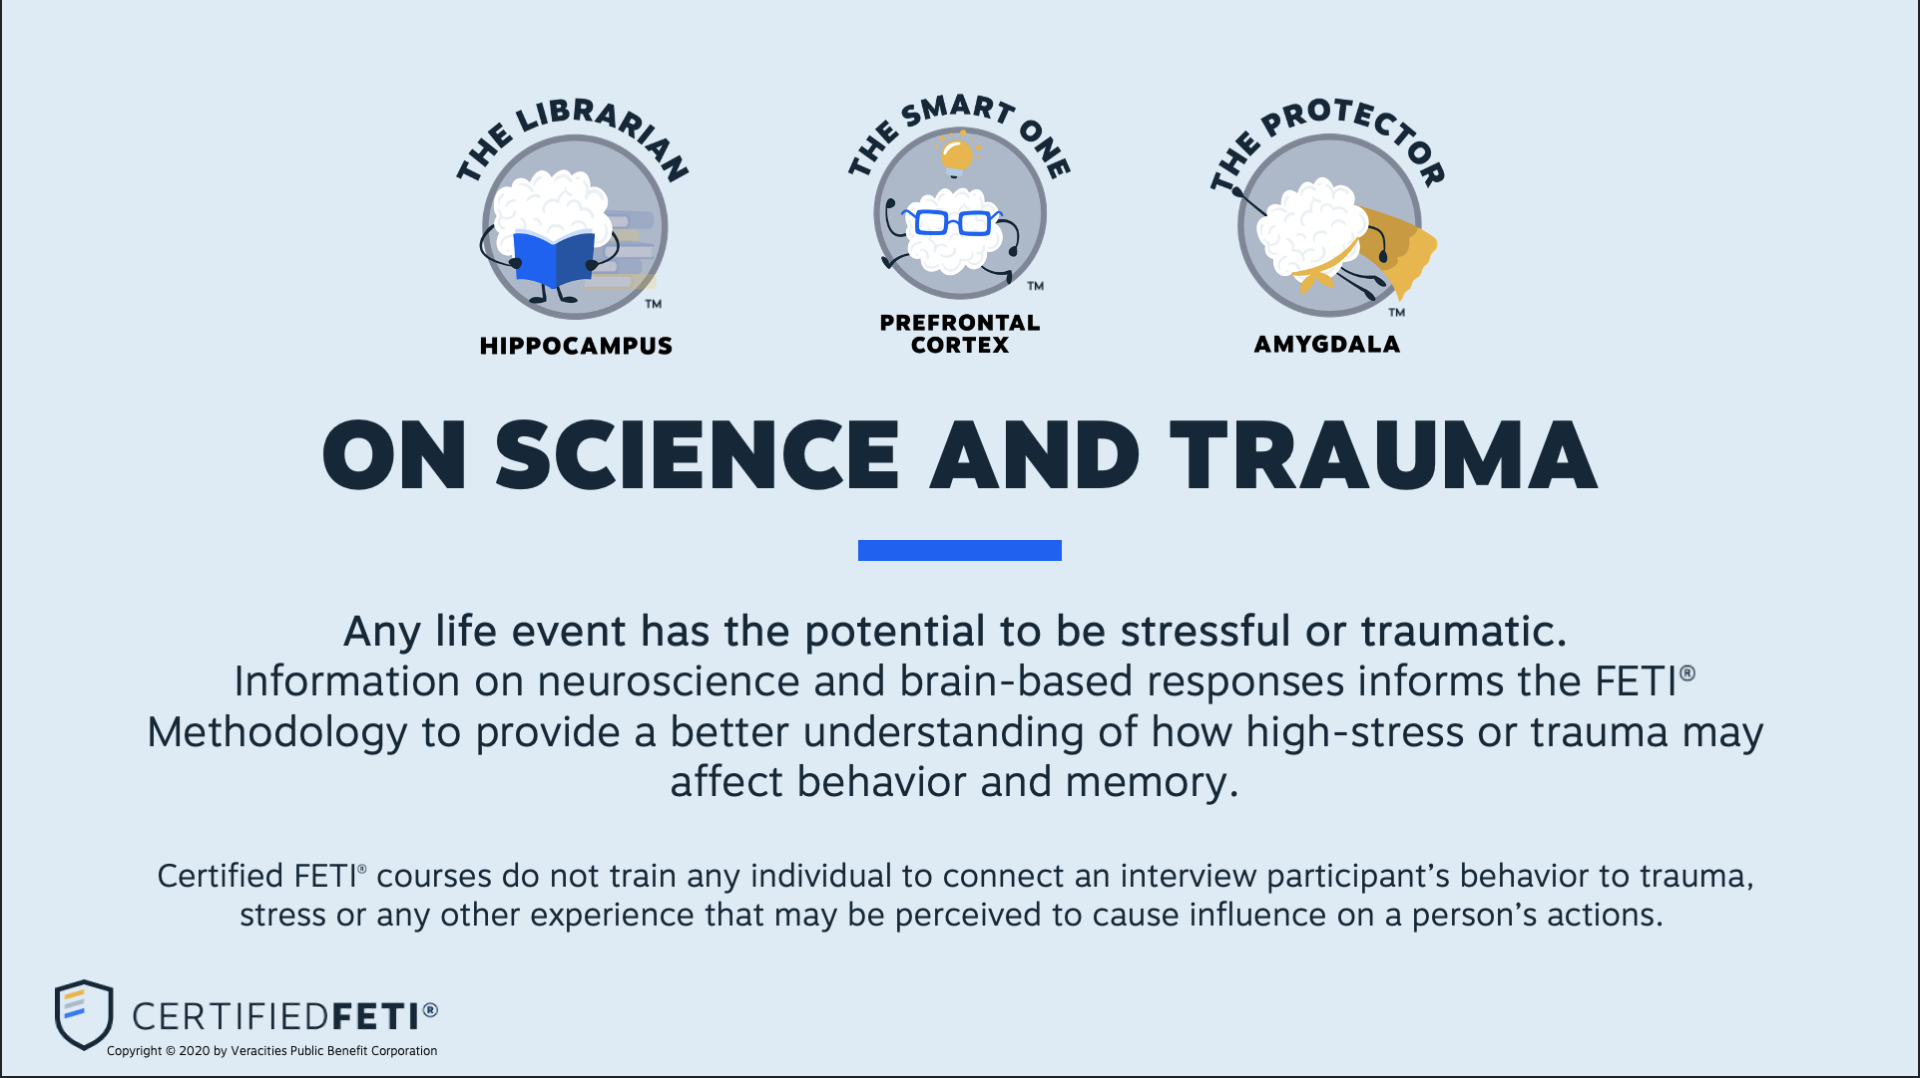 THE LIBRARIAN
™
HIPPOCAMPUS
THE SMART ONE
™
PREFRONTAL
CORTEX
THE PROTECTOR
™
AMYGDALA
ON SCIENCE AND TRAUMA
Any life event has the potential to be stressful or traumatic.
Information on neuroscience and brain-based responses informs the FETI®
Methodology to provide a better understanding of how high-stress or trauma may
affect behavior and memory.
Certified FETI® courses do not train any individual to connect an interview participant’s behavior to trauma,
stress or any other experience that may be perceived to cause influence on a person’s actions.
CERTIFIEDFETI®
Copyright © 2020 by Veracities Public Benefit Corporation